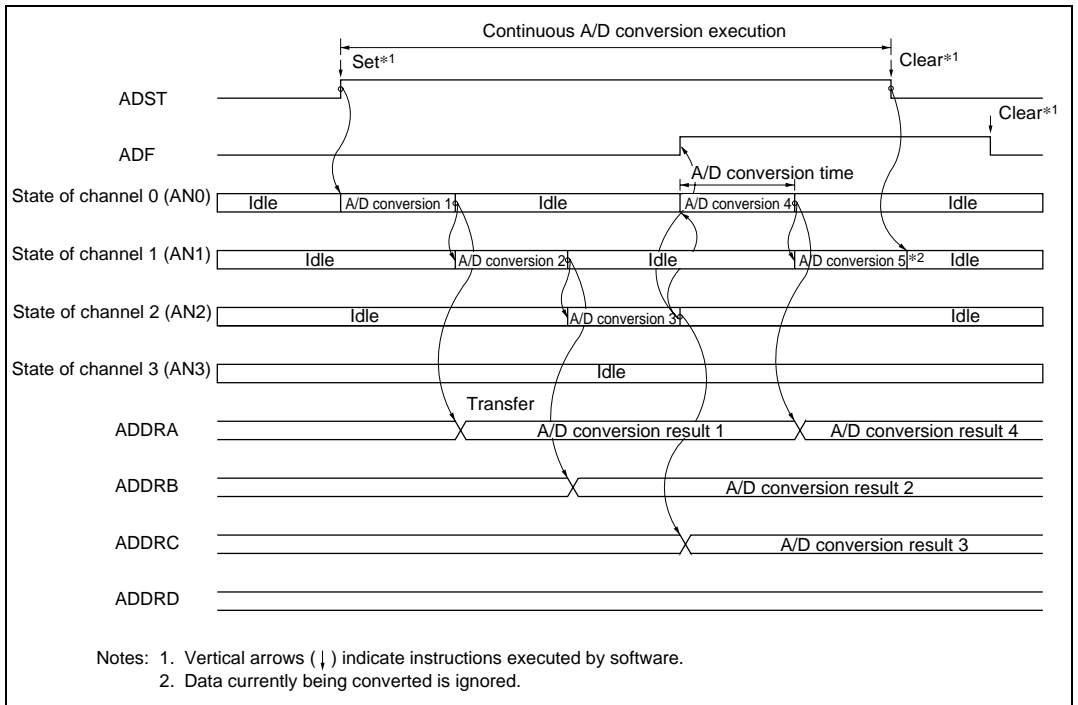 Continuous A/D conversion execution
Set*1
Clear*1
ADST
Clear*1
ADF
A/D conversion time
State of channel 0 (AN0)
Idle
A/D conversion 1
Idle
A/D conversion 4
Idle
State of channel 1 (AN1)
Idle
A/D conversion 2
Idle
A/D conversion 5
*2
Idle
State of channel 2 (AN2)
Idle
A/D conversion 3
Idle
State of channel 3 (AN3)
Idle
Transfer
ADDRA
A/D conversion result 1
A/D conversion result 4
ADDRB
A/D conversion result 2
ADDRC
A/D conversion result 3
ADDRD
Notes: 1. Vertical arrows (↓) indicate instructions executed by software.
2. Data currently being converted is ignored.